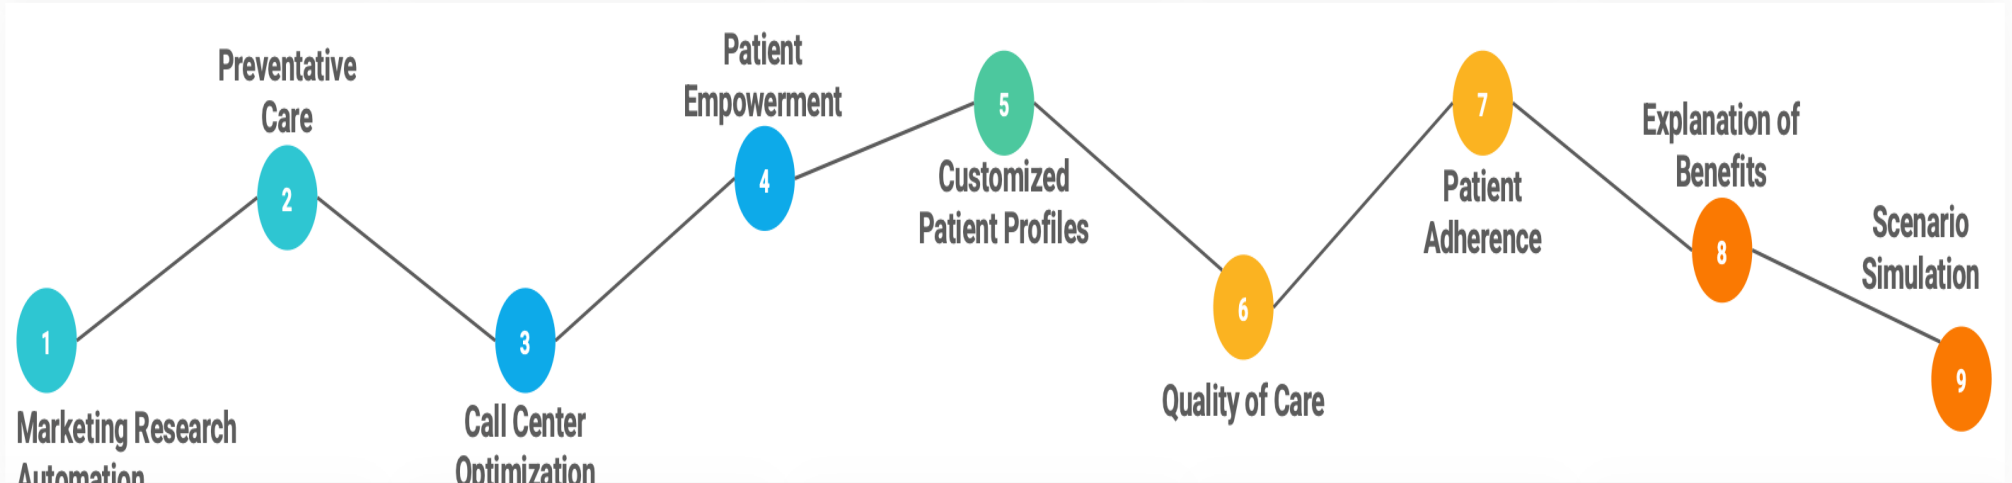 1
Marketing Research
Automation
2
Preventative
Care
3
Call Center
Optimization
4
Patient
Empowerment
5
Customized
Patient Profiles
6
Quality of Care
7
Patient
Adherence
8
Explanation of
Benefits
9
Scenario
Simulation